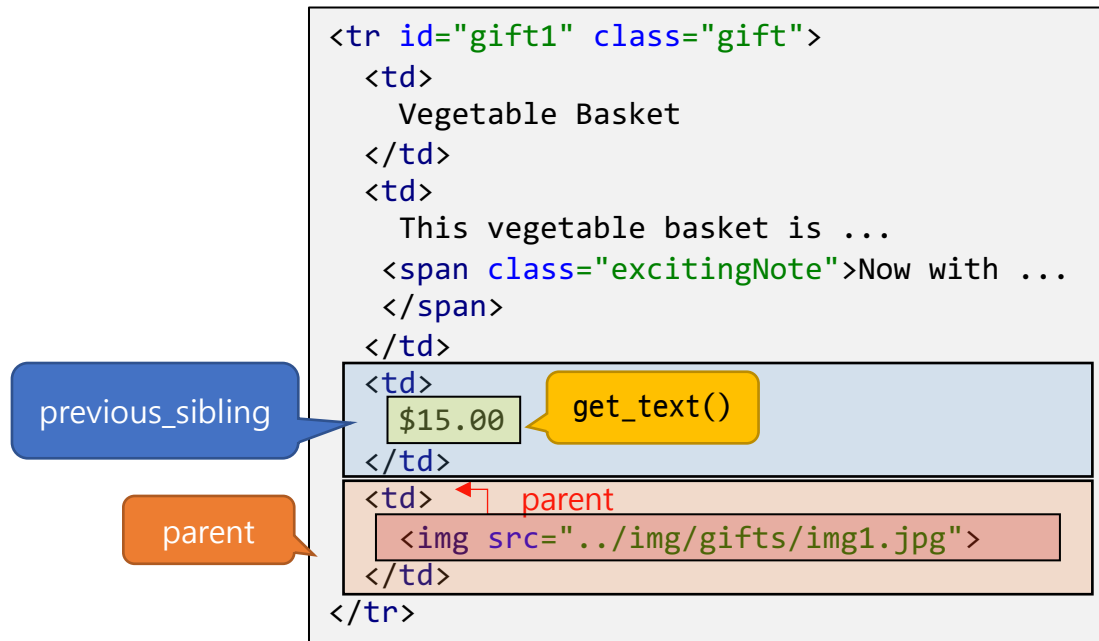 <tr id="gift1" class="gift">
<td>
Vegetable Basket
</td>
<td>
This vegetable basket is ...
<span class="excitingNote">Now with ...
</span>
</td>
<td>
previous_sibling
$15.00
get_text()
</td>
<td>
parent
parent
<img src="../img/gifts/img1.jpg">
</td>
</tr>